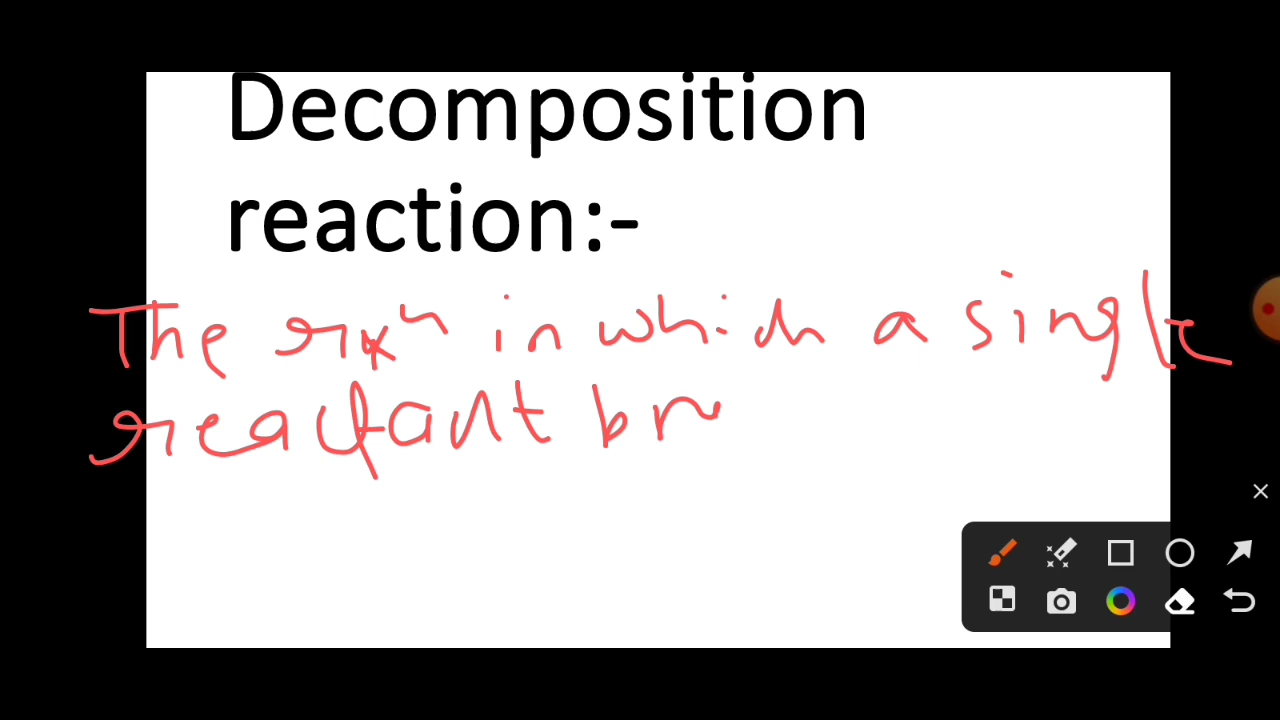 Decomposition
reaction:-
The rxn in which a single
reactant br